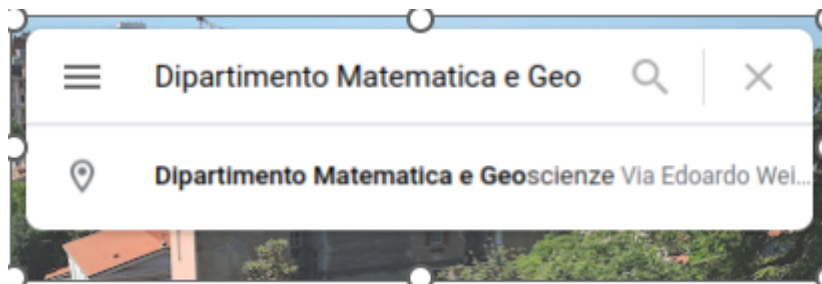 Dipartimento Matematica e Geo
Dipartimento Matematica e Geoscienze Via Edoardo Wei...